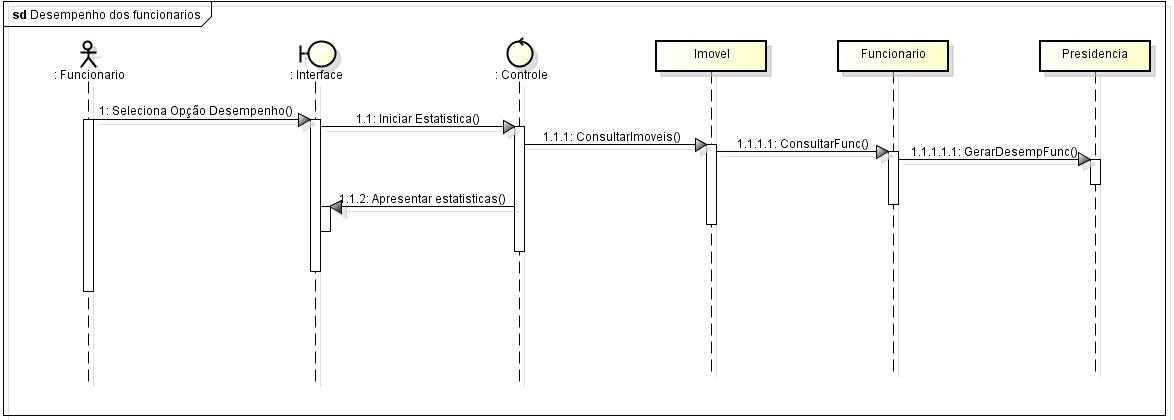 sd Desempenho dos funcionarios
: Funcionario
: Interface
: Controle
Imovel
Funcionario
Presidencia
1: Seleciona Opção Desempenho()
1.1: Iniciar Estatistica()
1.1.1: ConsultarImoveis()
1.1.1.1: ConsultarFunc()
1.1.1.1.1: GerarDesempFunc()
1.1.2: Apresentar estatisticas()